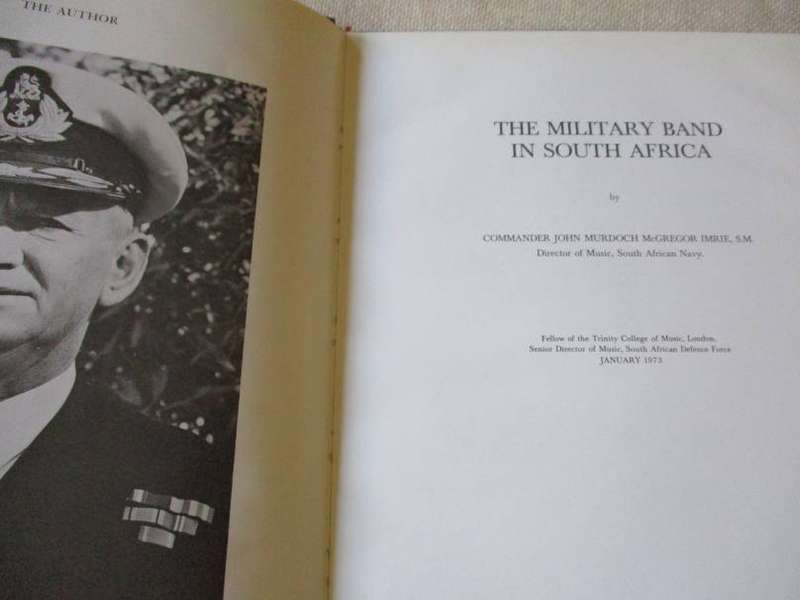 THE AUTHOR
THE MILITARY BAND
IN SOUTH AFRICA
by
COMMANDER JOHN MURDOCH McGREGOR IMRIE, S.M.
Director of Music, South African Navy.
Fellow of the Trinity College of Music, London.
Senior Director of Music, South African Defence Force
JANUARY 1973